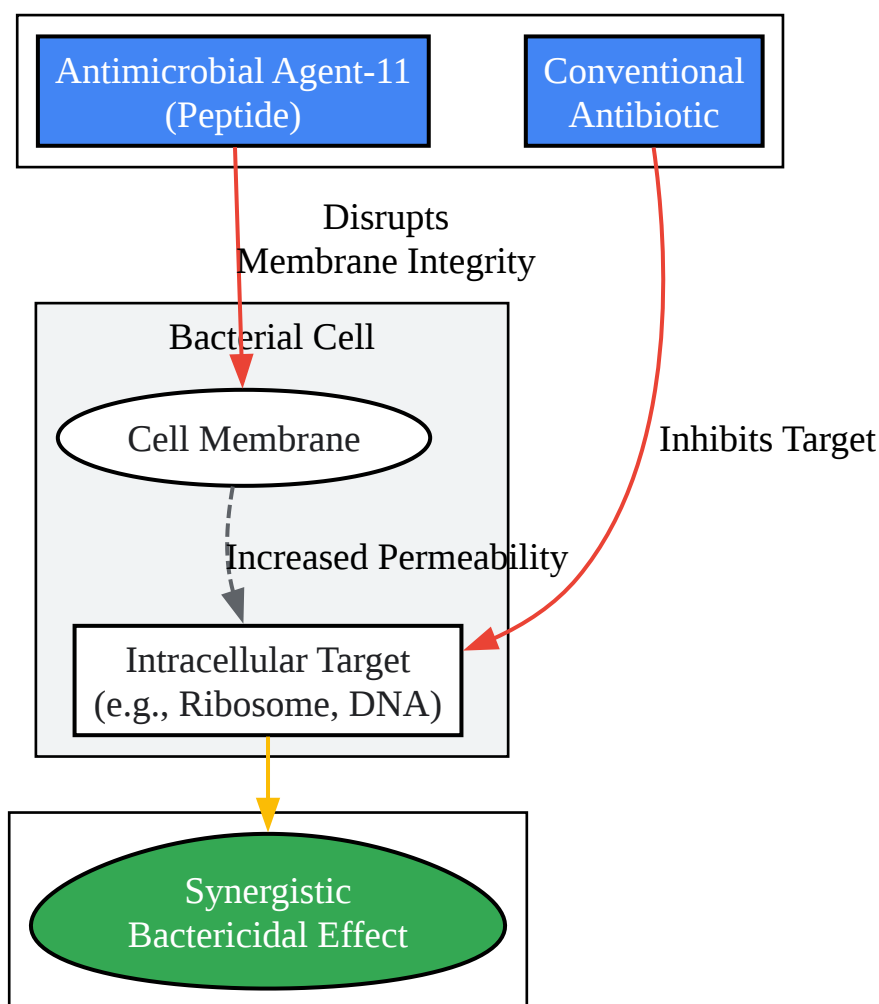 Antimicrobial Agent-11
(Peptide)
Conventional
Antibiotic
Disrupts
Membrane Integrity
Bacterial Cell
Cell Membrane
Inhibits Target
Increased Permeability
Intracellular Target
(e.g., Ribosome, DNA)
Synergistic
Bactericidal Effect